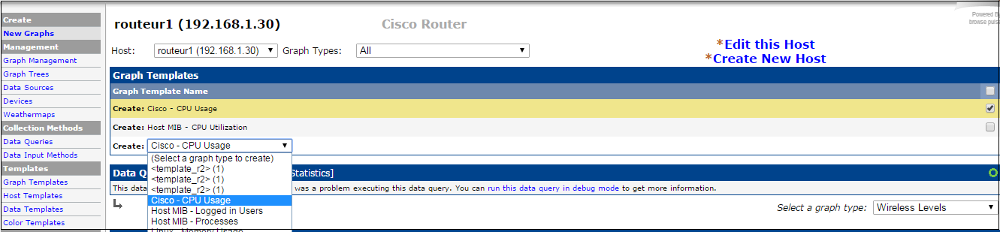 Create
New Graphs
Management
Graph Management
Graph Trees
Data Sources
Devices
Weathermaps
Collection Methods
Data Queries
Data Input Methods
Templates
Graph Templates
Host Templates
Data Templates
Color Templates
routeur1 (192.168.1.30)
Cisco Router
Powered B
browse puls
Host: routeur1 (192.168.1.30) Graph Types: All
*Edit this Host
*Create New Host
Graph Templates
Graph Template Name
Create: Cisco - CPU Usage
Create: Host MIB - CPU Utilization
Create: Cisco - CPU Usage
(Select a graph type to create)
<template_r2> (1)
<template_r2> (1)
<template_r2> (1)
Cisco - CPU Usage
Host MIB - Logged in Users
Host MIB - Processes
Linux - Memory Usage
Data Qu Statistics]
This data was a problem executing this data query. You can run this data query in debug mode to get more information.
Select a graph type: Wireless Levels